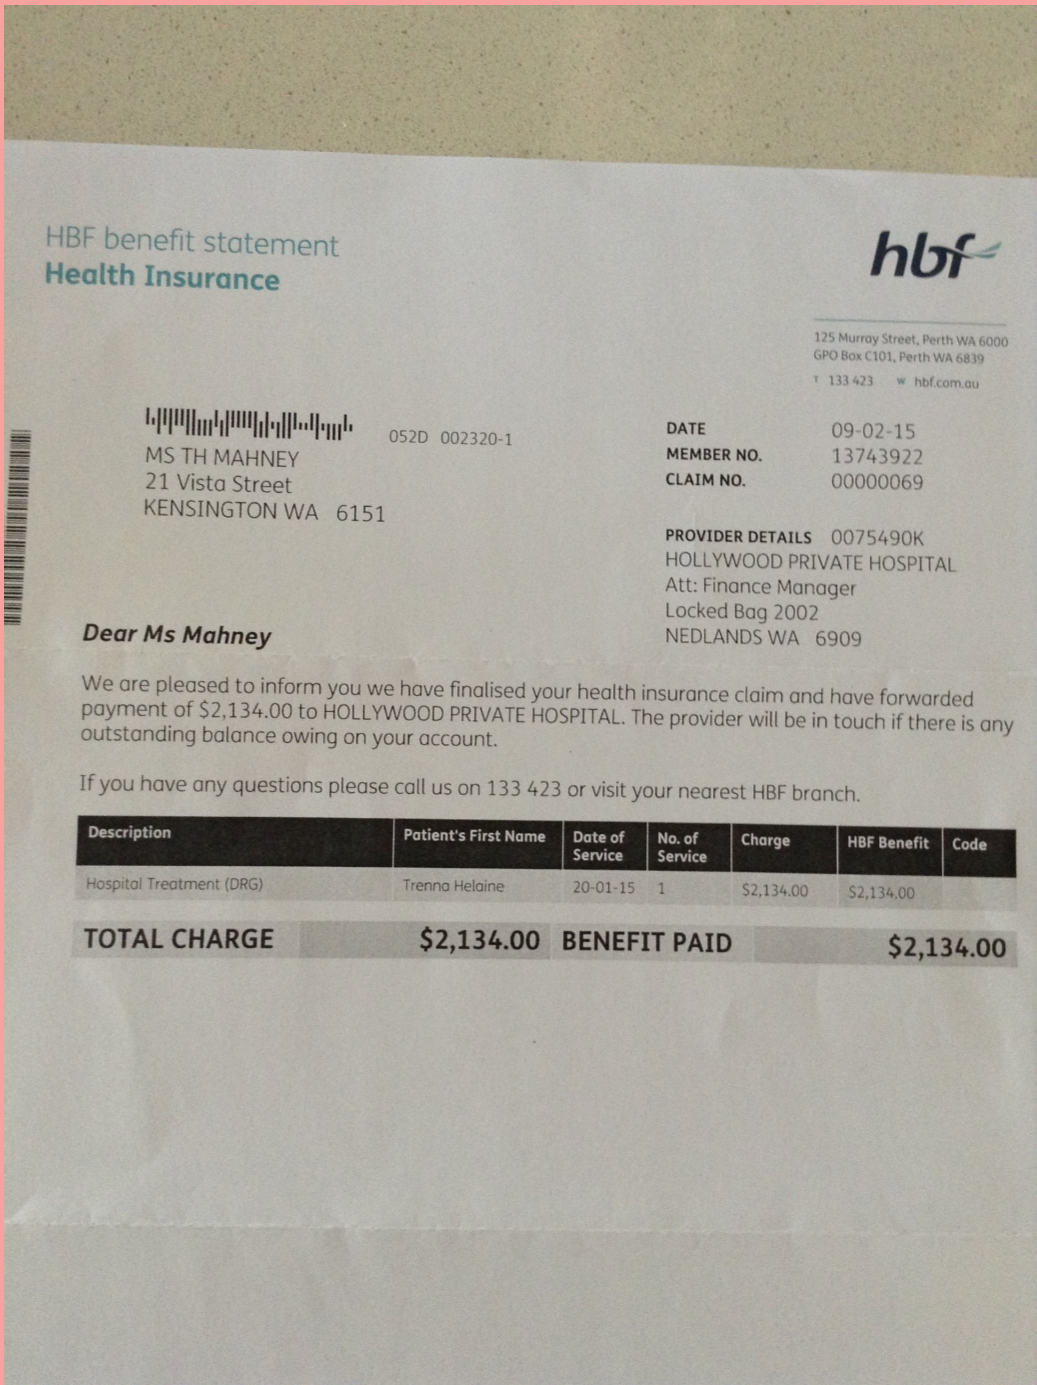 HBF benefit statement
Health Insurance
hbf
125 Murray Street, Perth WA 6000
GPO Box C101, Perth WA 6839
T 133 423 W hbf.com.au
052D 002320-1
MS TH MAHNEY
21 Vista Street
KENSINGTON WA 6151
DATE 09-02-15
MEMBER NO. 13743922
CLAIM NO. 00000069
PROVIDER DETAILS 0075490K
HOLLYWOOD PRIVATE HOSPITAL
Att: Finance Manager
Locked Bag 2002
NEDLANDS WA 6909
Dear Ms Mahney
We are pleased to inform you we have finalised your health insurance claim and have forwarded
payment of $2,134.00 to HOLLYWOOD PRIVATE HOSPITAL. The provider will be in touch if there is any
outstanding balance owing on your account.
If you have any questions please call us on 133 423 or visit your nearest HBF branch.
Description Patient's First Name Date of Service No. of Service Charge HBF Benefit Code
Hospital Treatment (DRG) Trenna Helaine 20-01-15 1 $2,134.00 $2,134.00
TOTAL CHARGE $2,134.00 BENEFIT PAID $2,134.00